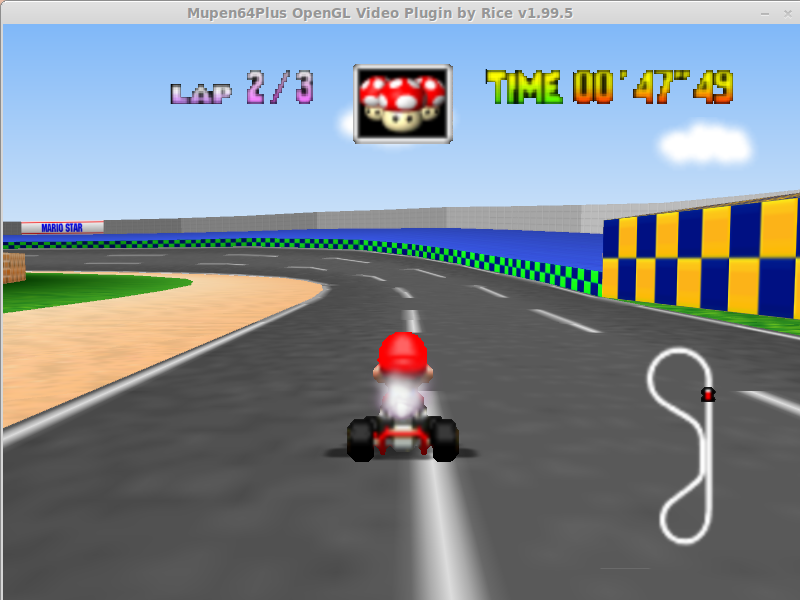 Mupen64Plus OpenGL Video Plugin by Rice v1.99.5
LAP 2/3
TIME 00'47"49
MARIO STAR